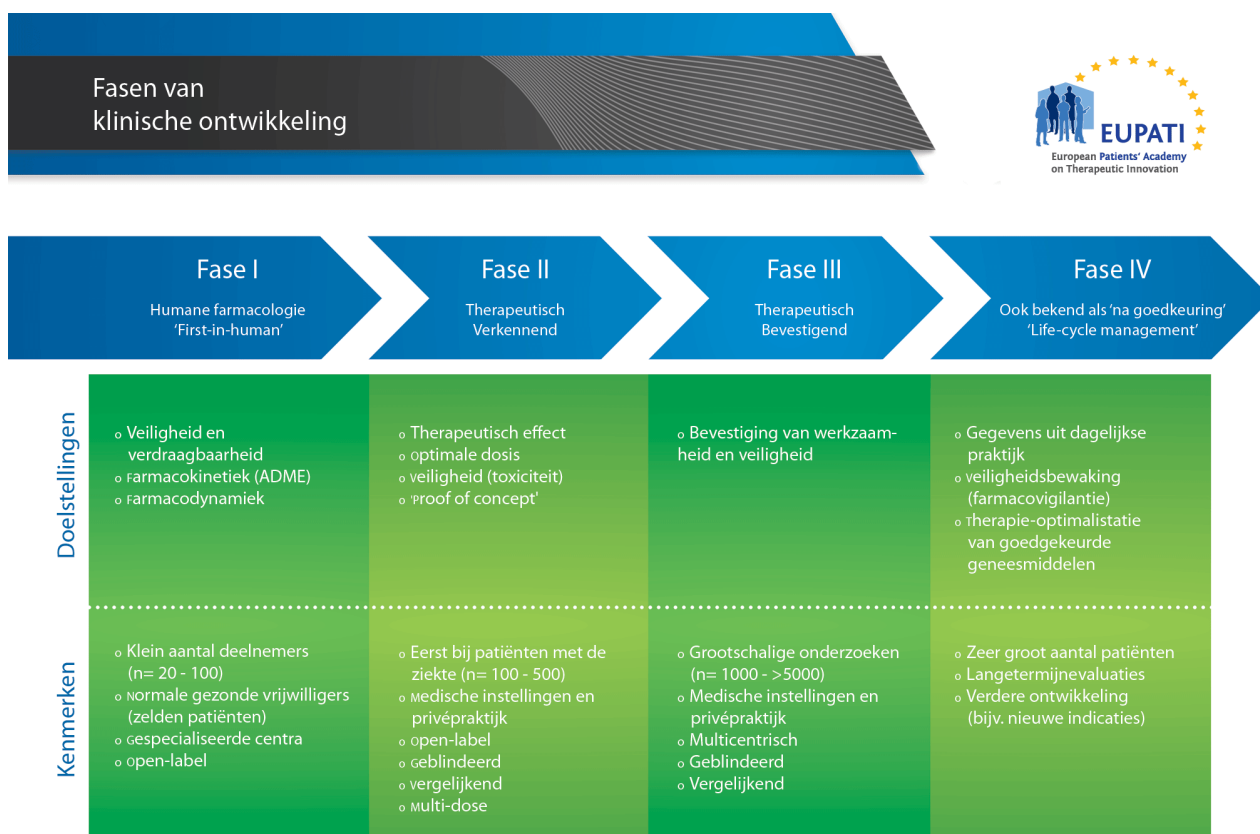 Fasen van
klinische ontwikkeling
EUPATI
European Patients' Academy
on Therapeutic Innovation
Fase I
Humane farmacologie
'First-in-human'
Fase II
Therapeutisch
Verkennend
Fase III
Therapeutisch
Bevestigend
Fase IV
Ook bekend als 'na goedkeuring'
'Life-cycle management'
Doelstellingen
o Veiligheid en
verdraagbaarheid
o Farmacokinetiek (ADME)
o Farmacodynamiek
o Therapeutisch effect
o Optimale dosis
o Veiligheid (toxiciteit)
o 'Proof of concept'
o Bevestiging van werkzaam-
heid en veiligheid
o Gegevens uit dagelijkse
praktijk
o Veiligheidsbewaking
(farmacovigilantie)
o Therapie-optimalistatie
van goedgekeurde
geneesmiddelen
Kenmerken
o Klein aantal deelnemers
(n= 20 - 100)
o Normale gezonde vrijwilligers
(zelden patiënten)
o Gespecialiseerde centra
o Open-label
o Eerst bij patiënten met de
ziekte (n= 100 - 500)
o Medische instellingen en
privépraktijk
o Open-label
o Geblindeerd
o Vergelijkend
o Multi-dose
o Grootschalige onderzoeken
(n= 1000 - >5000)
o Medische instellingen en
privépraktijk
o Multicentrisch
o Geblindeerd
o Vergelijkend
o Zeer groot aantal patiënten
o Langetermijnevaluaties
o Verdere ontwikkeling
(bijv. nieuwe indicaties)